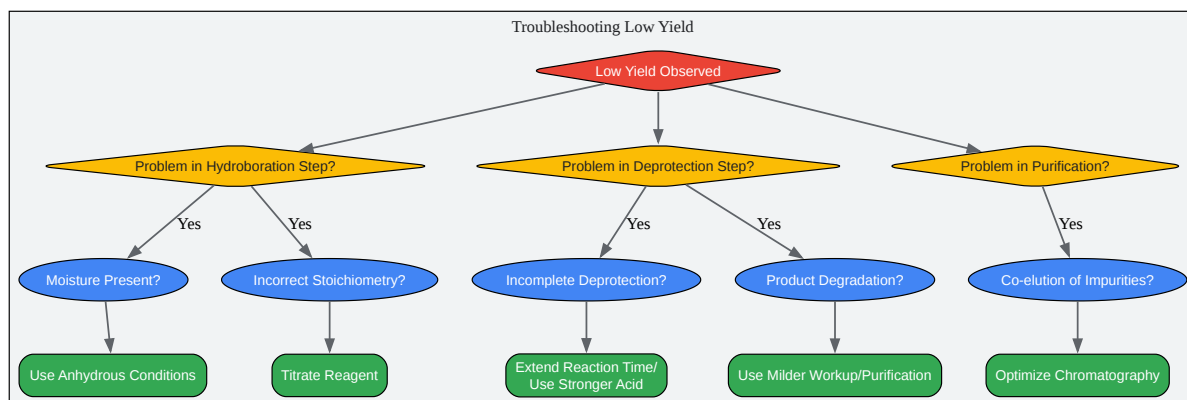 Troubleshooting Low Yield
Low Yield Observed
Problem in Hydroboration Step?
Problem in Deprotection Step?
Problem in Purification?
Yes
Yes
Yes
Yes
Yes
Moisture Present?
Incorrect Stoichiometry?
Incomplete Deprotection?
Product Degradation?
Co-elution of Impurities?
Use Anhydrous Conditions
Titrate Reagent
Extend Reaction Time/
Use Stronger Acid
Use Milder Workup/Purification
Optimize Chromatography